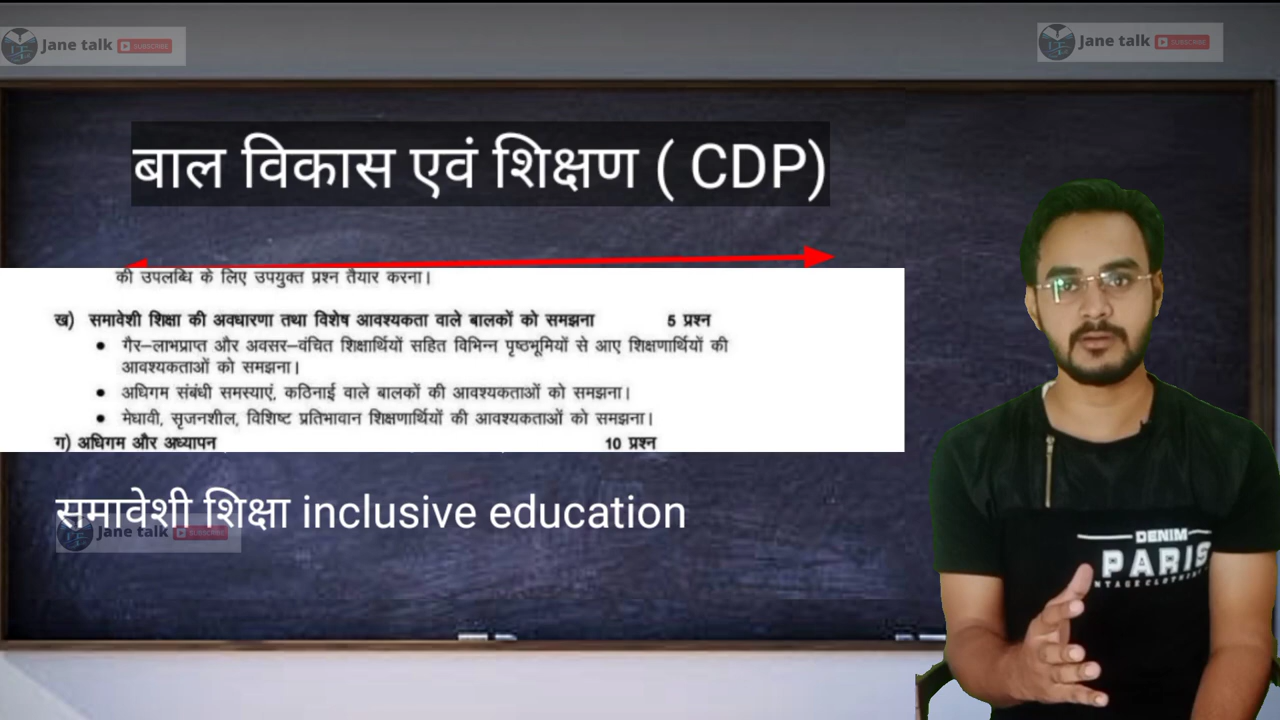 Jane talk SUBSCRIBE
Jane talk SUBSCRIBE
बाल विकास एवं शिक्षण ( CDP)
की उपलब्धि के लिए उपयुक्त प्रश्न तैयार करना।
ख) समावेशी शिक्षा की अवधारणा तथा विशेष आवश्यकता वाले बालकों को समझना 5 प्रश्न
• गैर–लाभप्राप्त और अवसर–वंचित शिक्षार्थियों सहित विभिन्न पृष्ठभूमियों से आए शिक्षणार्थियों की
आवश्यकताओं को समझना।
• अधिगम संबंधी समस्याएं, कठिनाई वाले बालकों की आवश्यकताओं को समझना।
• मेधावी, सृजनशील, विशिष्ट प्रतिभावान शिक्षणार्थियों की आवश्यकताओं को समझना।
ग) अधिगम और अध्यापन 10 प्रश्न
समावेशी शिक्षा inclusive education
Jane talk SUBSCRIBE
DENIM
PARIS